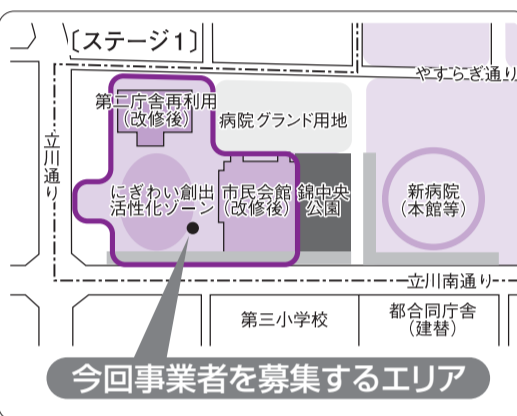 〔ステージ1〕
やすらぎ通り
第二庁舎再利用
（改修後）
病院グランド用地
立川通り
にぎわい創出
活性化ゾーン
市民会館
（改修後）
錦中央
公園
新病院
（本館等）
立川南通り
第三小学校
都合同庁舎
（建替）
今回事業者を募集するエリア